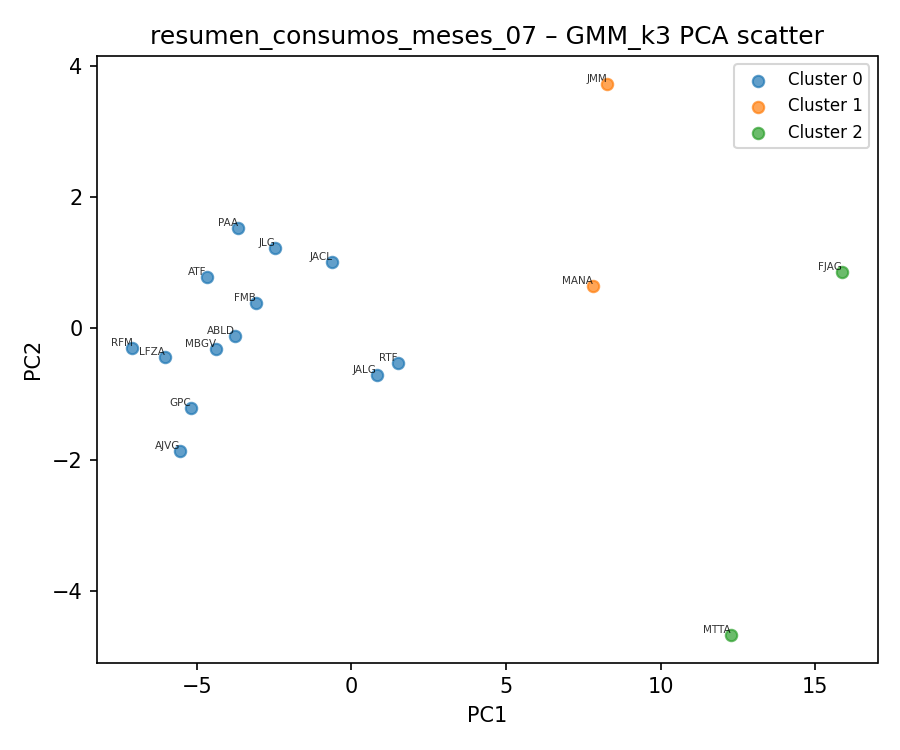 resumen_consumos_meses_07 – GMM_k3 PCA scatter
4
JMM
Cluster 0
Cluster 1
Cluster 2
2
PAA
JLG
JACL
ATF
FJAG
MANA
FMB
ABLD
0
RFM
MBGV
LFZA
RTF
JALG
GPC
AJVG
−2
−4
MTTA
−5
0
5
10
15
PC1
PC2